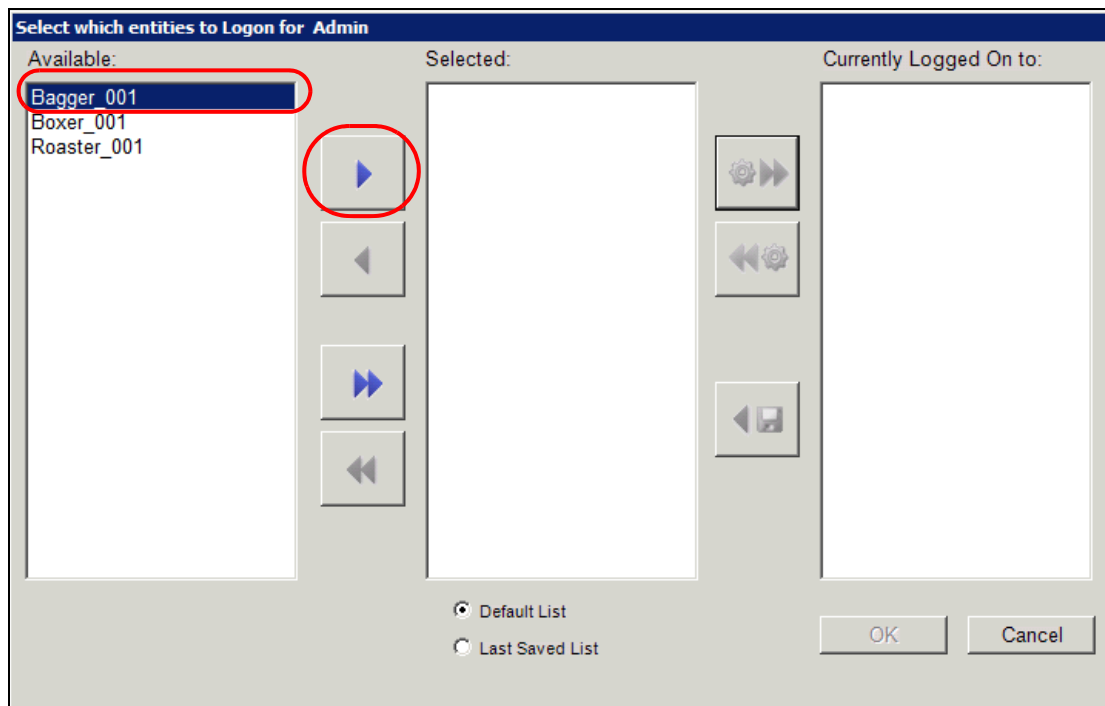 Select which entities to Logon for Admin
Available:
Selected:
Currently Logged On to:
Bagger_001
Boxer_001
Roaster_001
Default List
Last Saved List
OK
Cancel